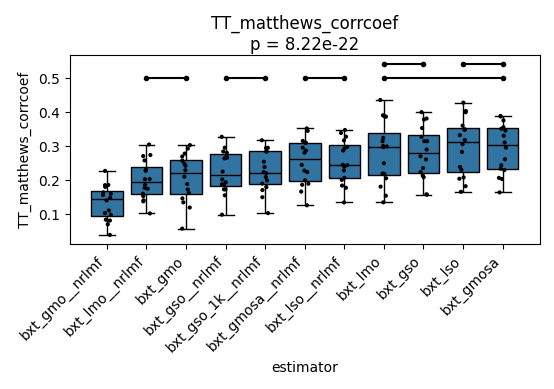 TT_matthews_corrcoef
p = 8.22e-22
TT_matthews_corrcoef
0.5
0.4
0.3
0.2
0.1
bxt_gmo__nrlmf
bxt_lmo__nrlmf
bxt_gmo
bxt_gso__nrlmf
bxt_gso_1k__nrlmf
bxt_gmosa__nrlmf
bxt_lso__nrlmf
bxt_lmo
bxt_gso
bxt_lso
bxt_gmosa
estimator